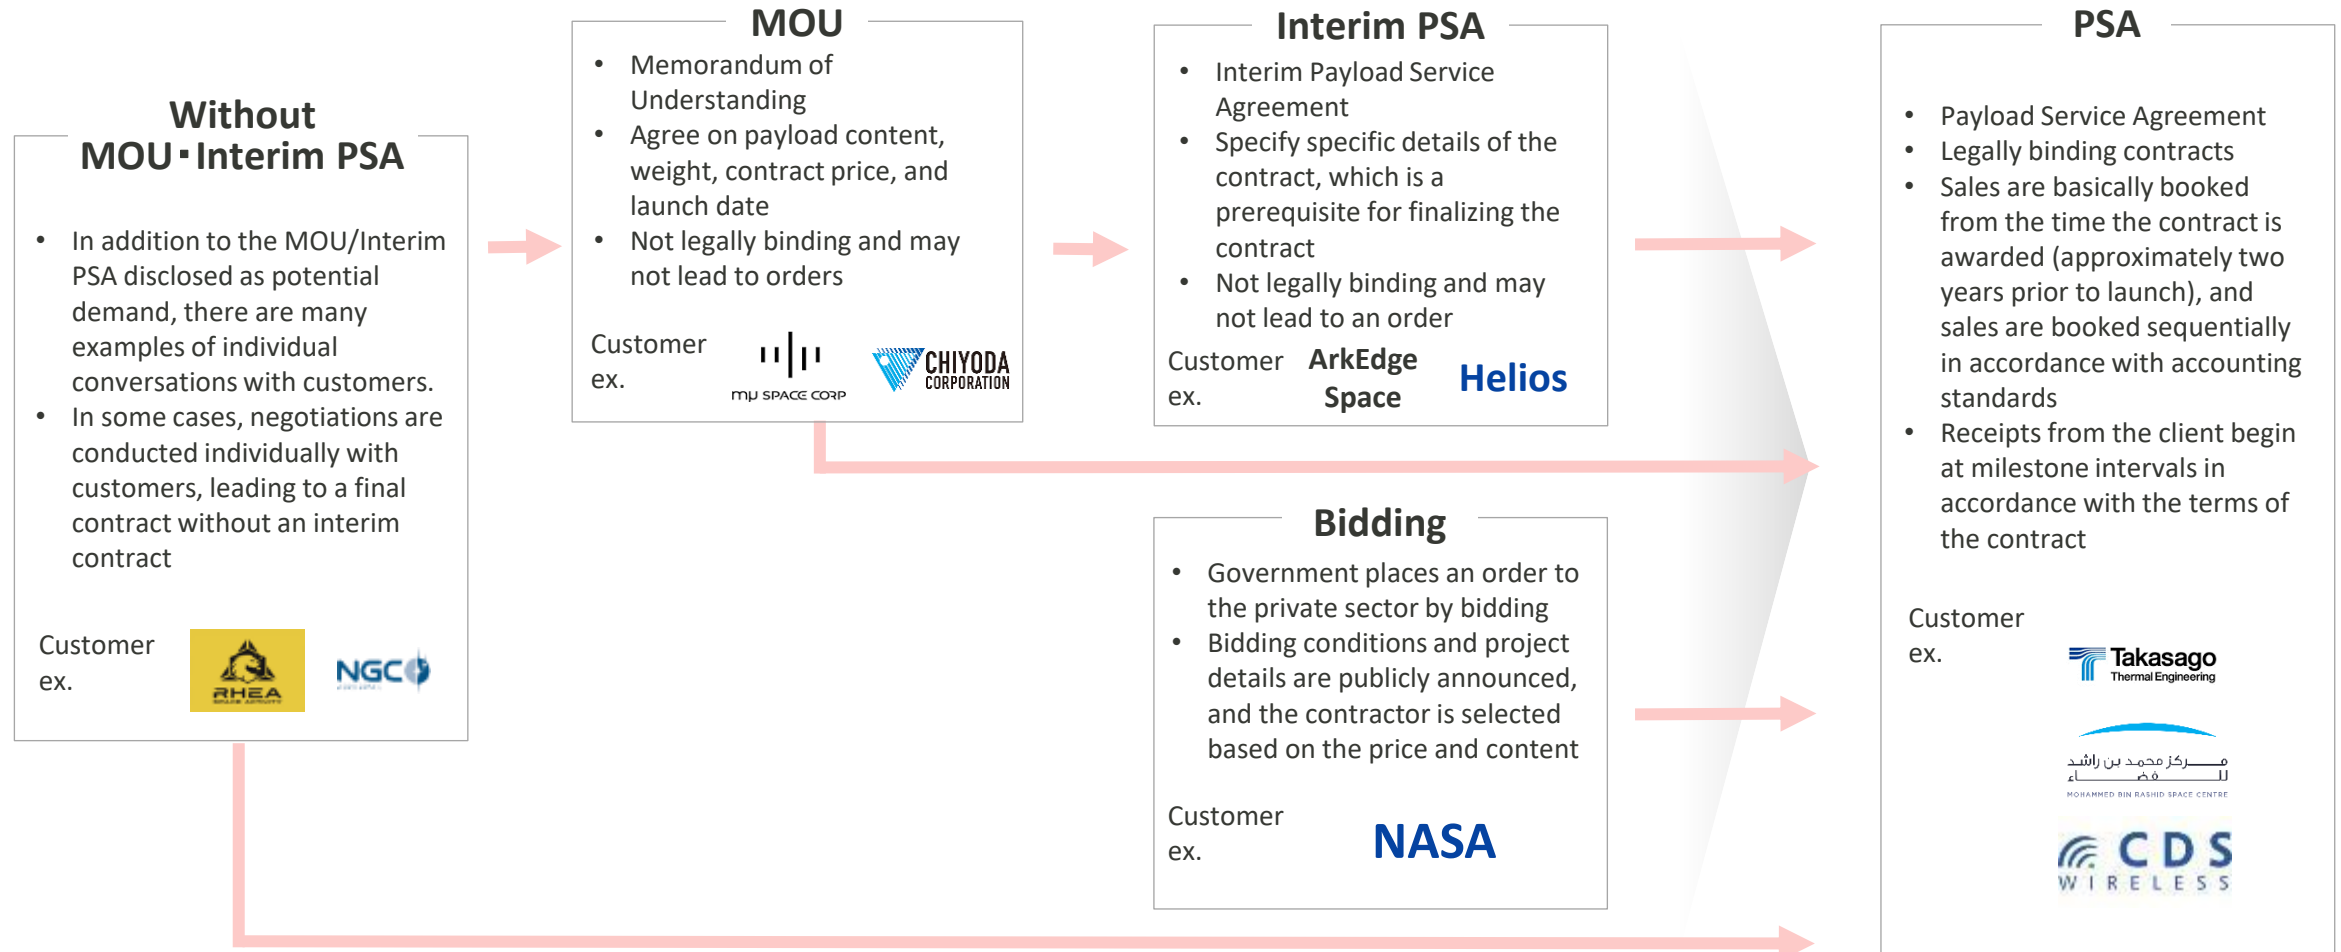 Without
MOU・Interim PSA
• In addition to the MOU/Interim
PSA disclosed as potential
demand, there are many
examples of individual
conversations with customers.
• In some cases, negotiations are
conducted individually with
customers, leading to a final
contract without an interim
contract
Customer
ex.
RHEA
SPACE ACTIVITY
NGC
MOU
• Memorandum of
Understanding
• Agree on payload content,
weight, contract price, and
launch date
• Not legally binding and may
not lead to orders
Customer
ex.
mμ SPACE CORP
CHIYODA
CORPORATION
Interim PSA
• Interim Payload Service
Agreement
• Specify specific details of the
contract, which is a
prerequisite for finalizing the
contract
• Not legally binding and may
not lead to an order
Customer
ex.
ArkEdge
Space
Helios
Bidding
• Government places an order to
the private sector by bidding
• Bidding conditions and project
details are publicly announced,
and the contractor is selected
based on the price and content
Customer
ex.
NASA
PSA
• Payload Service Agreement
• Legally binding contracts
• Sales are basically booked
from the time the contract is
awarded (approximately two
years prior to launch), and
sales are booked sequentially
in accordance with accounting
standards
• Receipts from the client begin
at milestone intervals in
accordance with the terms of
the contract
Customer
ex.
Takasago
Thermal Engineering
مركز محمد بن راشد
للفضاء
MOHAMMED BIN RASHID SPACE CENTRE
CDS
WIRELESS